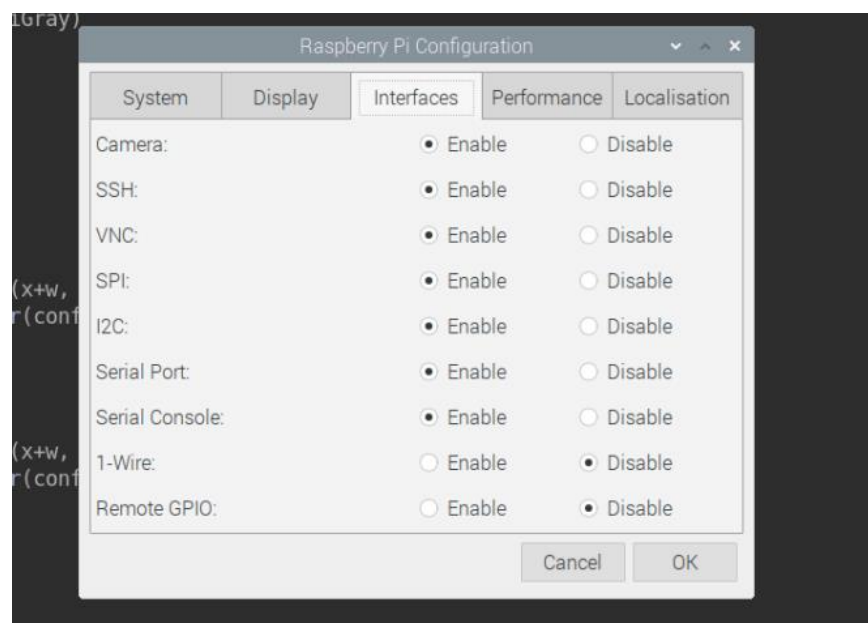 iGray)
Raspberry Pi Configuration
System Display Interfaces Performance Localisation
Camera: Enable Disable
SSH: Enable Disable
VNC: Enable Disable
(x+w, SPI: Enable Disable
r(conf I2C: Enable Disable
Serial Port: Enable Disable
Serial Console: Enable Disable
(x+w, 1-Wire: Enable Disable
r(conf Remote GPIO: Enable Disable
Cancel OK